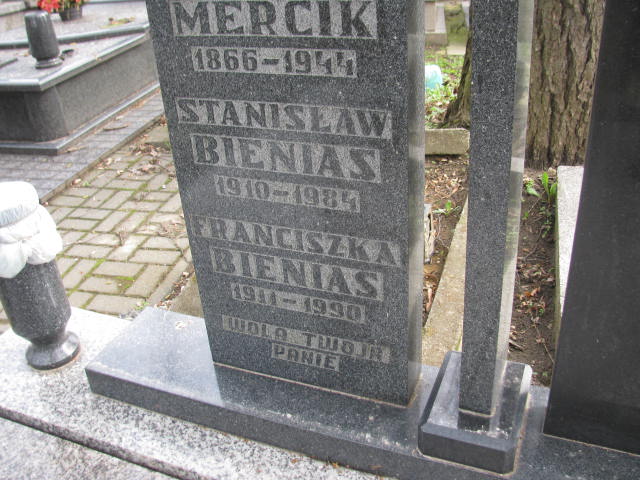 MERCIK
1866-1944
STANISŁAW
BIENIAS
1910-1984
FRANCISZKA
BIENIAS
1911-1990
WOLA TWOJA
PANIE